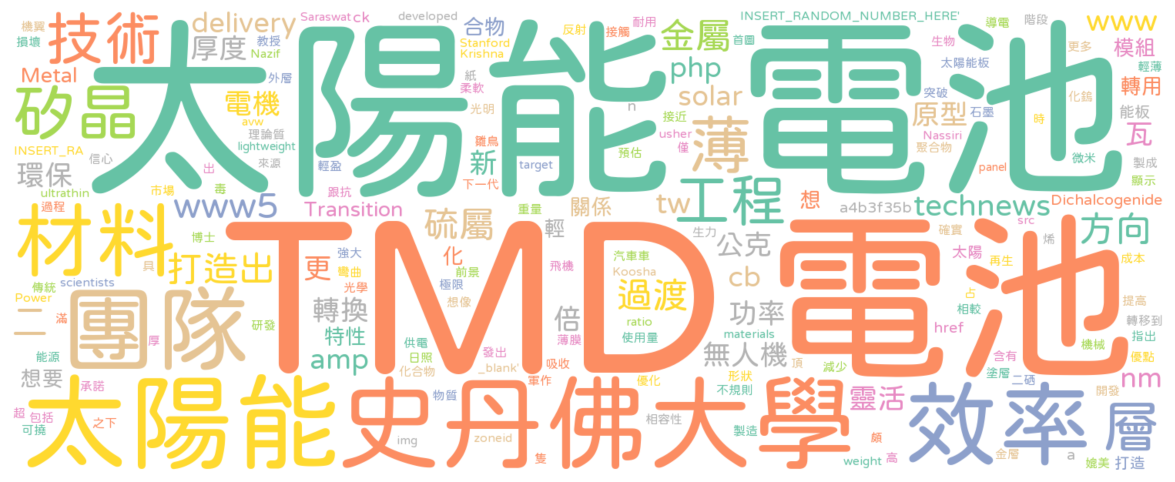 機翼
損壞
技術
Saraswat
ck
delivery
厚度
developed
合物
Stanford
Krishna
教授
Nazif
紙
柔軟
反射
接觸
耐用
首圖
金屬
INSERT_RANDOM_NUMBER_HERE'
導電
階段
www
更多
生物
模組
輕薄
Metal
太陽能電池
外層
php
太陽能板
轉用
矽晶
電機
avw
理論質
光明
n
solar
突破
石墨
化鎢
能板
原型
時
lightweight
雛鳥
接近
usher
薄
Nassiri
聚合物
瓦
INSERT_RA
信心
來源
僅
預估
微米
環保
出
輕盈
新
target
panel
製成
顯示
ultrathin
過程
市場
毒
www5
跟抗
Transition
下一代
重量
關係
工程
tw
想
a4b3f35b
technews
Dichalcogenide
src
確實
烯
材料
博士
硫屬
輕
生力
公克
方向
打造出
TMD
電池
員
傳統
scientists
更
強大
彎曲
光學
化
前景
極限
飛機
想像
汽車車
Koosha
過渡
cb
太陽
再生
成本
Power
滿
二
團隊
厚
研發
轉換
特性
amp
供電
日照
化合物
倍
薄膜
ratio
使用量
功率
materials
無人機
占
相較
href
提高
轉移到
指出
機械
優點
能源
想要
承諾
物質
發出
_blank'
吸收
軍作
優化
形狀
不規則
頂
減少
含有
塗層
二硒
nm
開發
超
包括
可撓
之下
太陽能
史丹佛大學
img
zoneid
隻
相容性
製造
靈活
頗
weight
高
效率
金層
a
層
媲美
打造